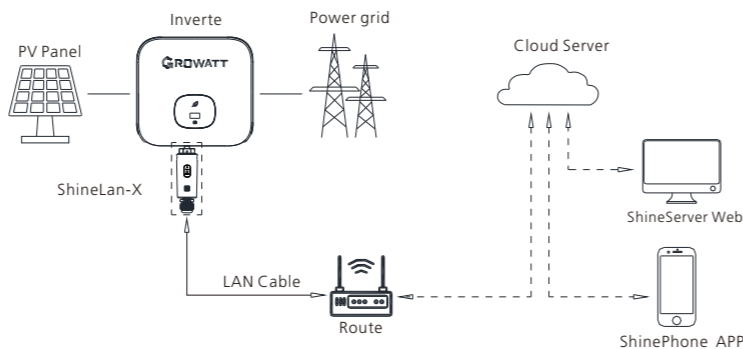 Inverte
Power grid
PV Panel
Cloud Server
GROWATT
ShineLan-X
ShineServer Web
LAN Cable
Route
ShinePhone APP